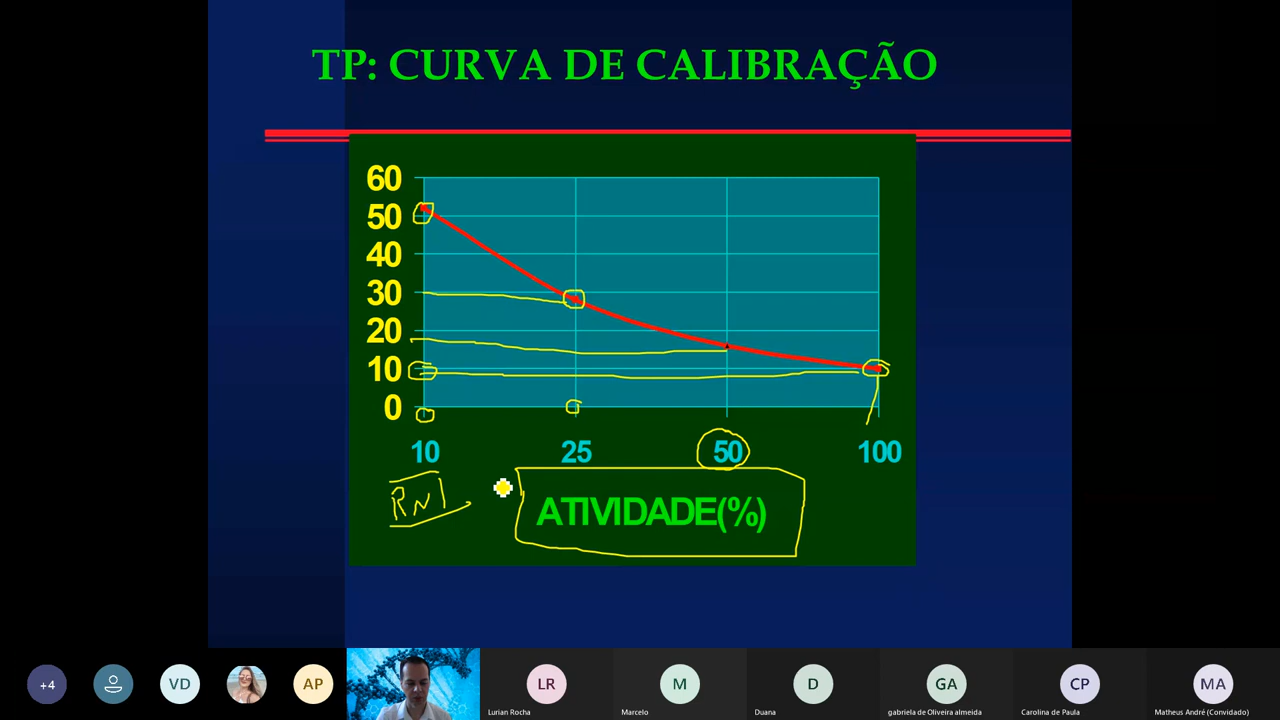 TP: CURVA DE CALIBRAÇÃO
60
50
40
30
20
10
0
10 25 50 100
RNI
ATIVIDADE(%)
+4
VD
AP
LR
M
D
GA
CP
MA
Lurian Rocha
Marcelo
Duana
gabriela de Oliveira almeida
Carolina de Paula
Matheus André (Convidado)